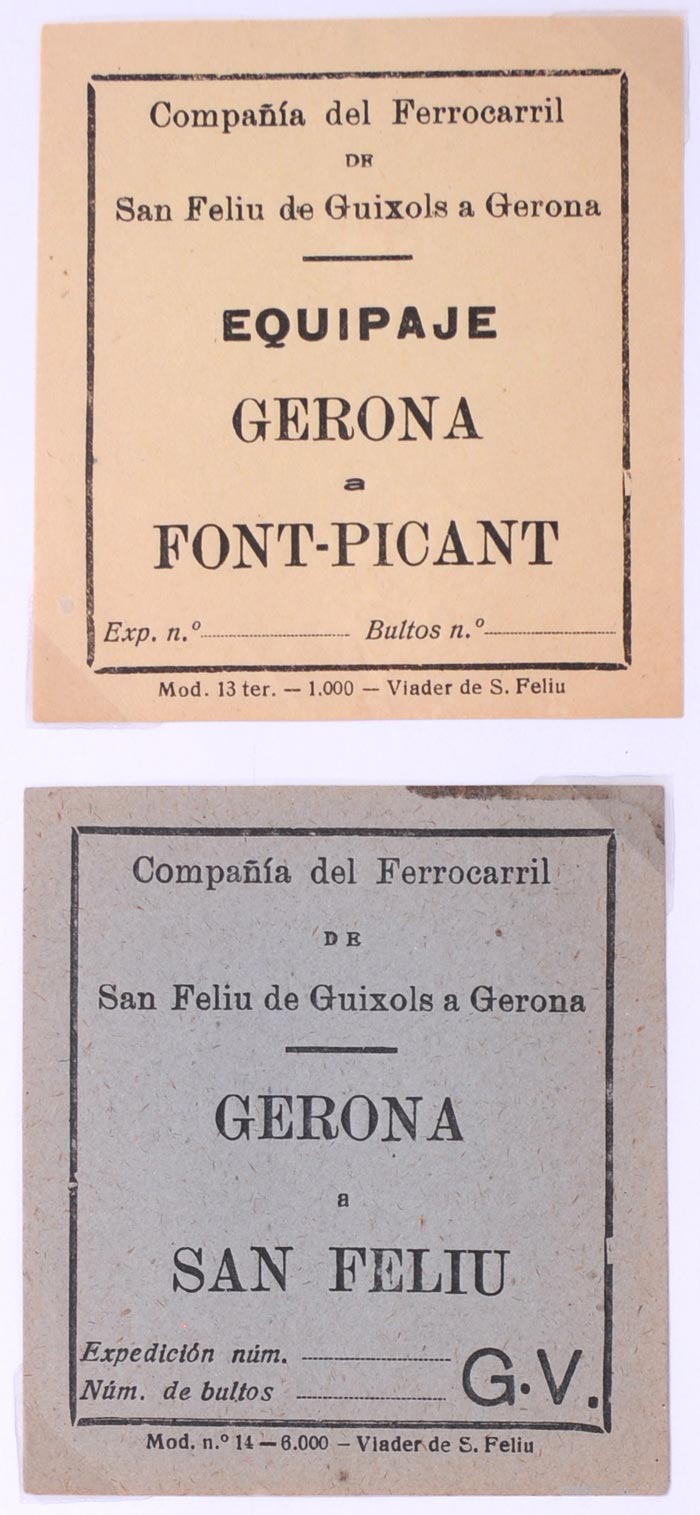 Compañía del Ferrocarril
DE
San Feliu de Guixols a Gerona
EQUIPAJE
GERONA
a
FONT-PICANT
Exp. n.º Bultos n.º
Mod. 13 ter. — 1.000 — Viader de S. Feliu
Compañía del Ferrocarril
DE
San Feliu de Guixols a Gerona
GERONA
a
SAN FELIU
Expedición núm.
Núm. de bultos
G.V.
Mod. n.º 14 — 6.000 — Viader de S. Feliu